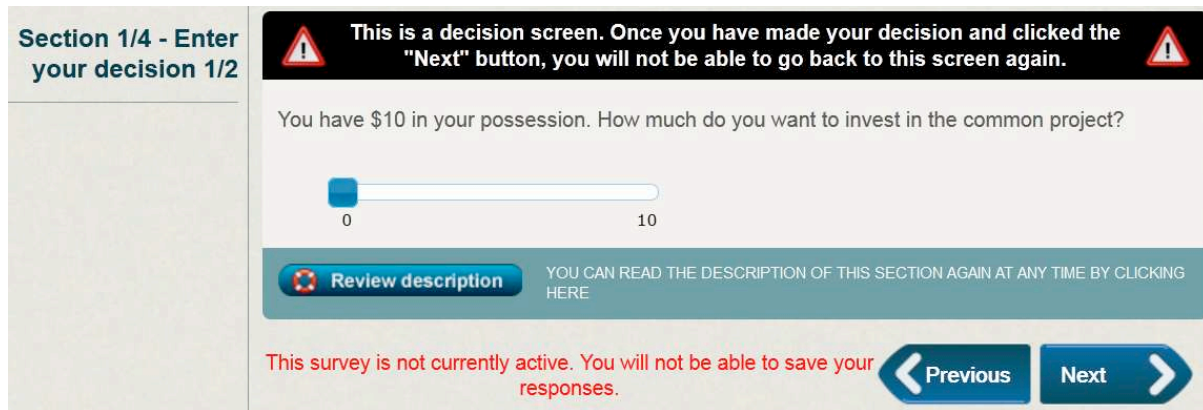 Section 1/4 - Enter
your decision 1/2
This is a decision screen. Once you have made your decision and clicked the
"Next" button, you will not be able to go back to this screen again.
You have $10 in your possession. How much do you want to invest in the common project?
0 10
Review description
YOU CAN READ THE DESCRIPTION OF THIS SECTION AGAIN AT ANY TIME BY CLICKING
HERE
This survey is not currently active. You will not be able to save your
responses.
Previous
Next